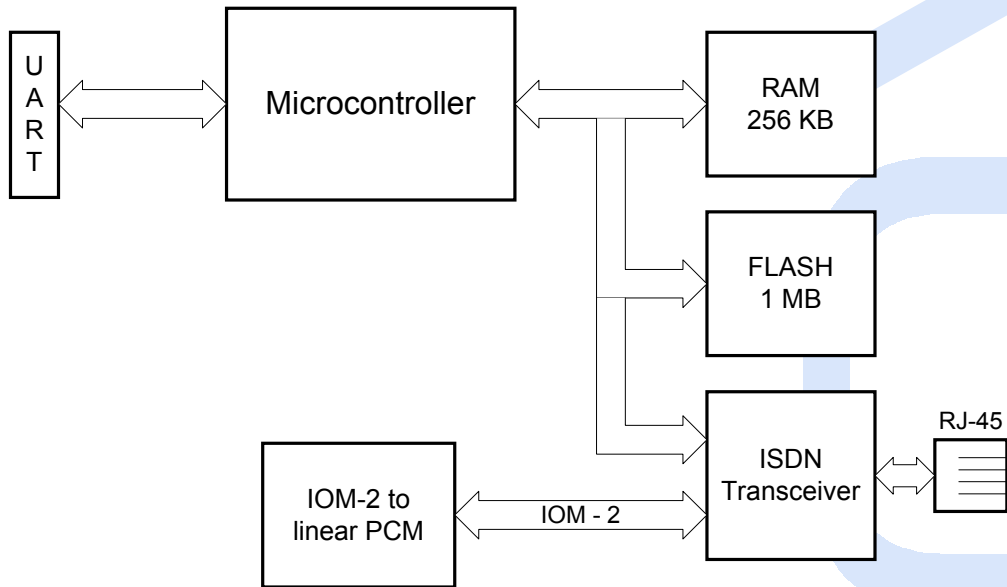 U
A
R
T
Microcontroller
RAM
256 KB
FLASH
1 MB
RJ-45
ISDN
Transceiver
IOM-2 to
linear PCM
IOM - 2